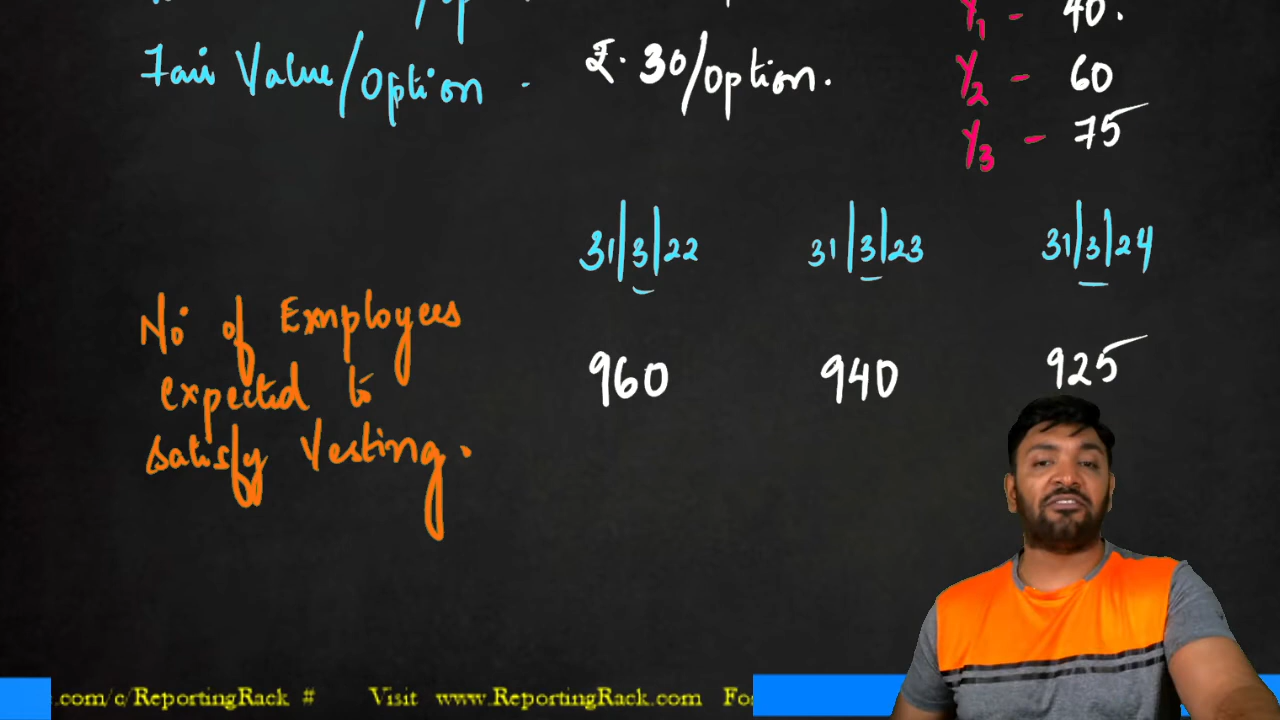 Y1 - 40.
Fair Value/Option - ₹. 30/Option.
Y2 - 60
Y3 - 75
31|3|22 31|3|23 31|3|24
No of Employees
expected to
satisfy Vesting.
960 940 925
.com/c/ReportingRack # Visit www.ReportingRack.com